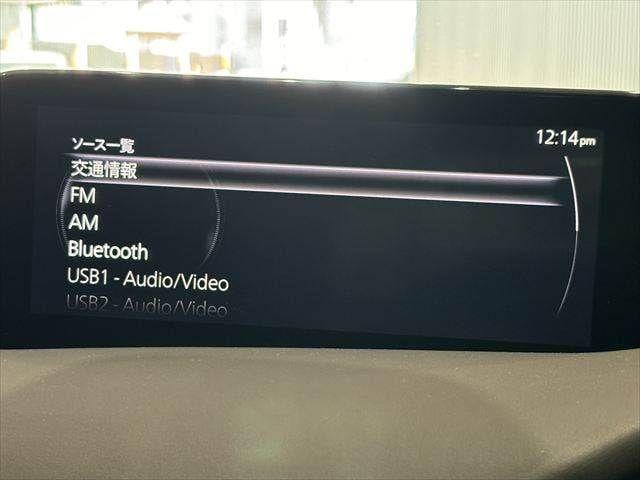 12:14pm
ソース一覧
交通情報
FM
AM
Bluetooth
USB1 - Audio/Video
USB2 - Audio/Video